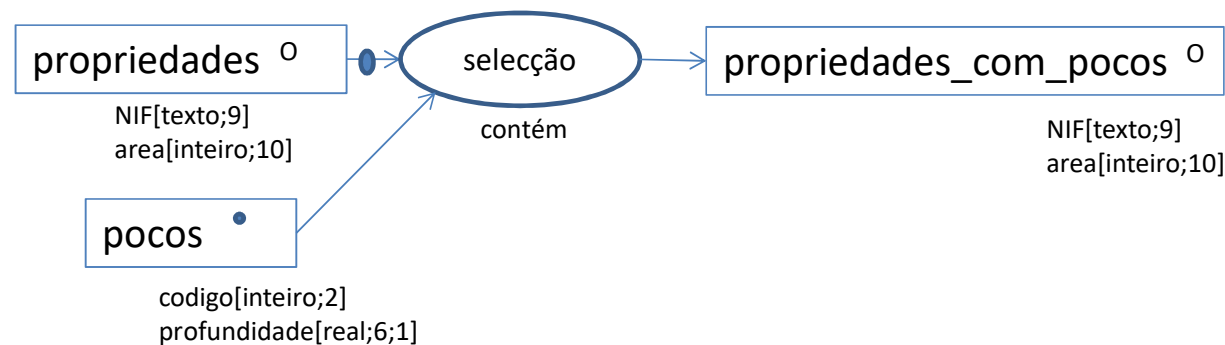 propriedades O
NIF[texto;9]
area[inteiro;10]
selecção
contém
propriedades_com_pocos O
NIF[texto;9]
area[inteiro;10]
pocos
codigo[inteiro;2]
profundidade[real;6;1]